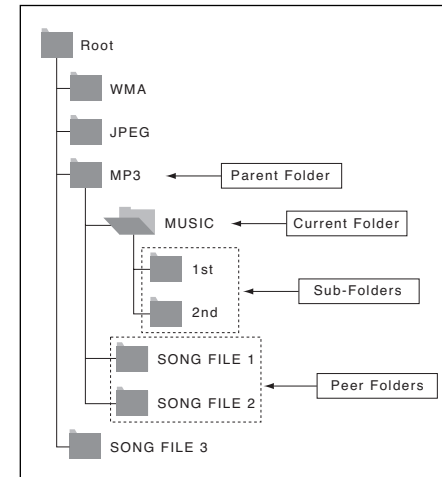 Root
WMA
JPEG
MP3
Parent Folder
MUSIC
Current Folder
1st
Sub-Folders
2nd
SONG FILE 1
Peer Folders
SONG FILE 2
SONG FILE 3